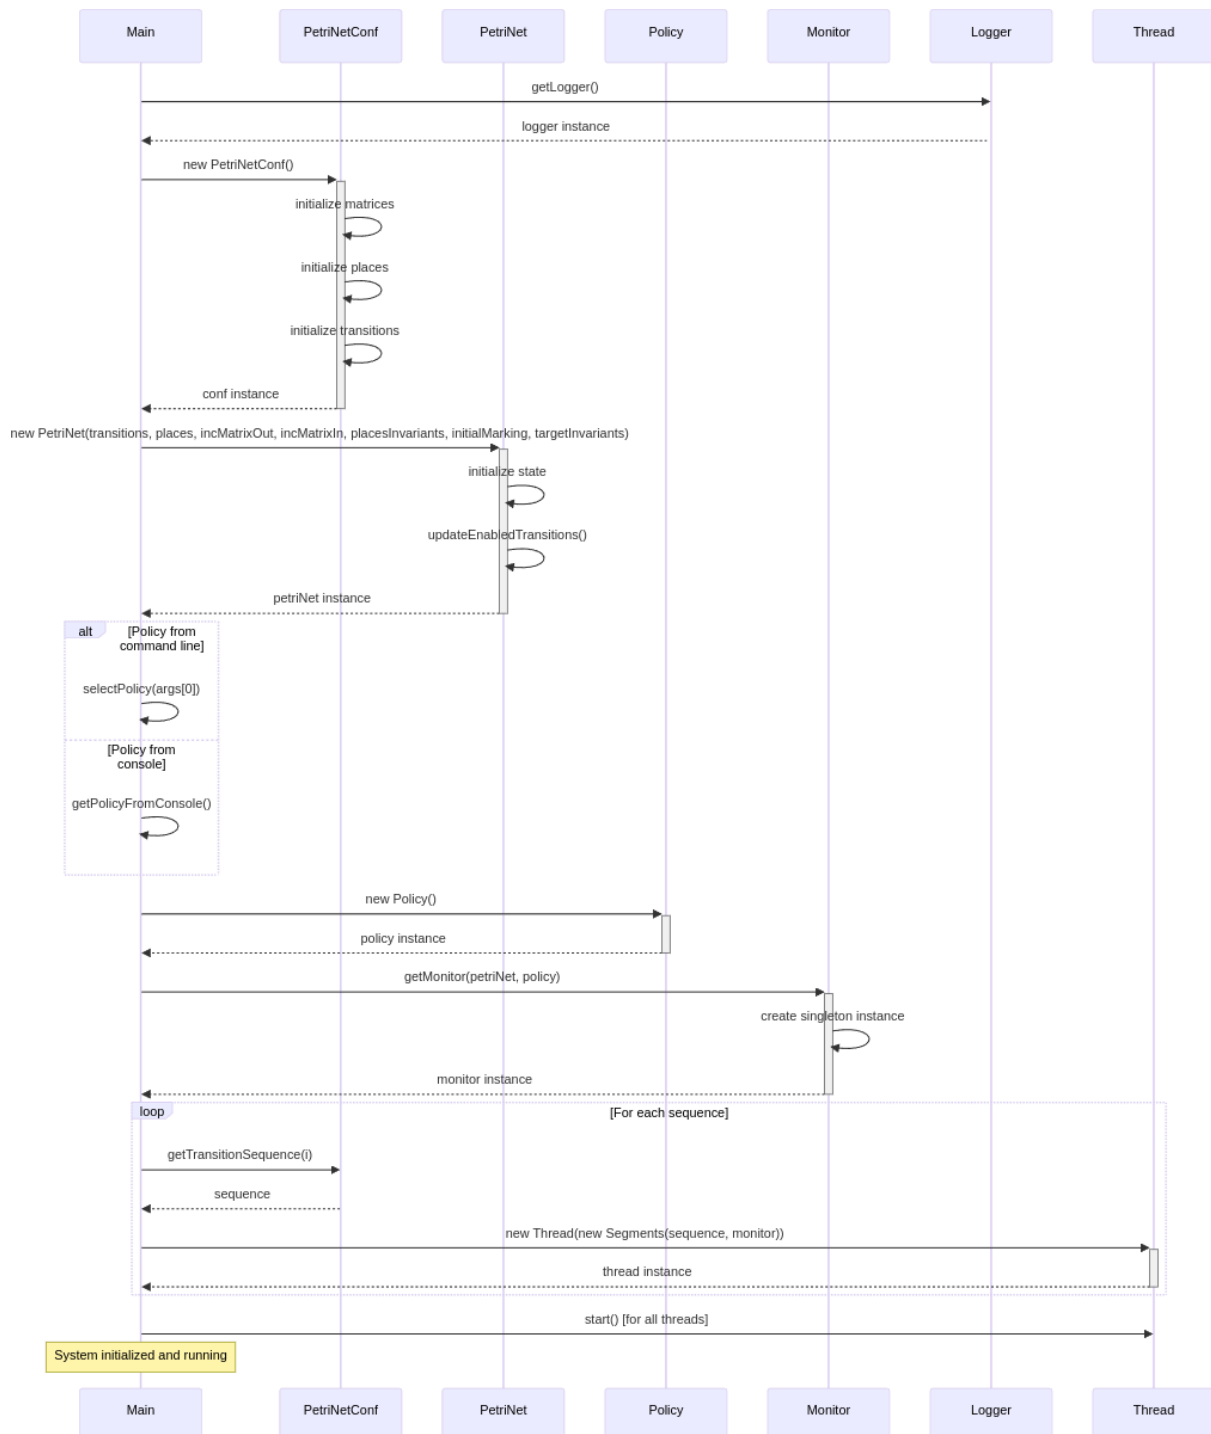 Main PetriNetConf PetriNet Policy Monitor Logger Thread
getLogger()
logger instance
new PetriNetConf()
initialize matrices
initialize places
initialize transitions
conf instance
new PetriNet(transitions, places, incMatrixOut, incMatrixIn, placesInvariants, initialMarking, targetInvariants)
initialize state
updateEnabledTransitions()
petriNet instance
alt [Policy from
command line]
selectPolicy(args[0])
[Policy from
console]
getPolicyFromConsole()
new Policy()
policy instance
getMonitor(petriNet, policy)
create singleton instance
monitor instance
loop [For each sequence]
getTransitionSequence(i)
sequence
new Thread(new Segments(sequence, monitor))
thread instance
start() [for all threads]
System initialized and running
Main PetriNetConf PetriNet Policy Monitor Logger Thread